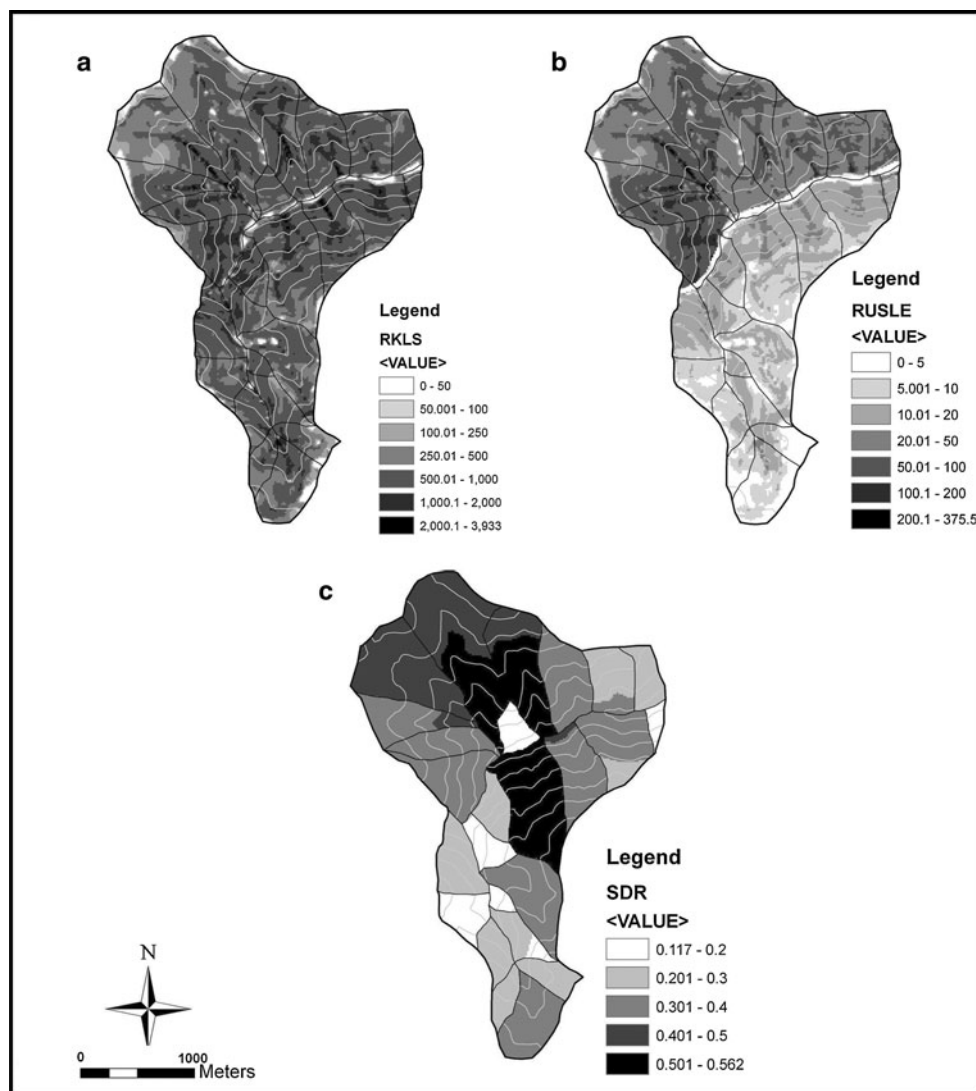 a
Legend
RKLS
<VALUE>
0 - 50
50.001 - 100
100.01 - 250
250.01 - 500
500.01 - 1,000
1,000.1 - 2,000
2,000.1 - 3,933
b
Legend
RUSLE
<VALUE>
0 - 5
5.001 - 10
10.01 - 20
20.01 - 50
50.01 - 100
100.1 - 200
200.1 - 375.5
c
Legend
SDR
<VALUE>
0.117 - 0.2
0.201 - 0.3
0.301 - 0.4
0.401 - 0.5
0.501 - 0.562
N
0 1000
Meters